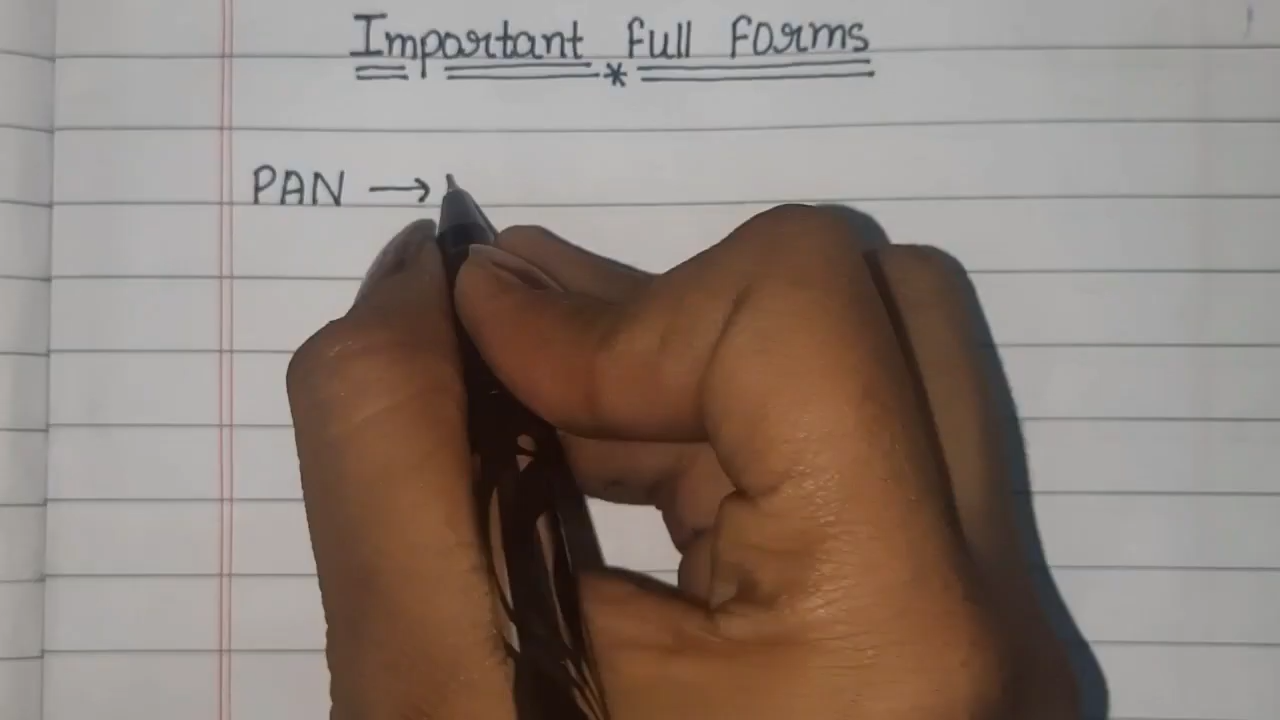 Important Full Forms
*
PAN →